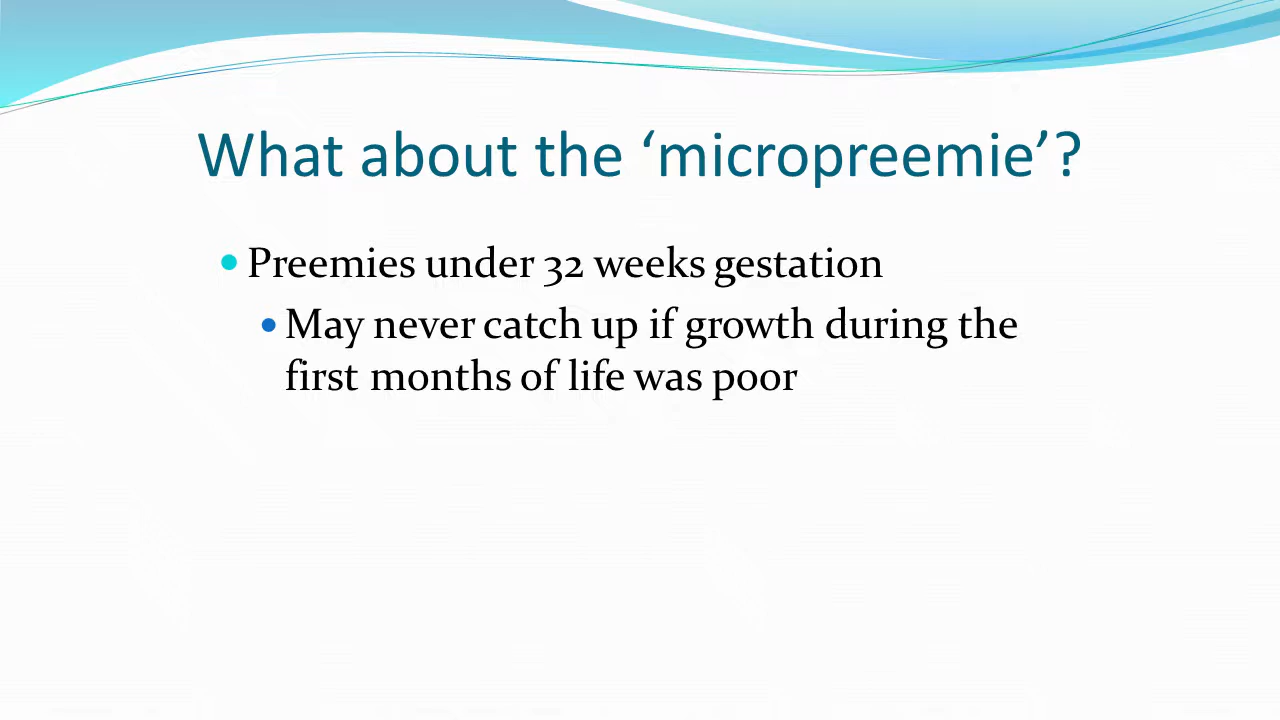 What about the ‘micropreemie’?
• Preemies under 32 weeks gestation
• May never catch up if growth during the
first months of life was poor